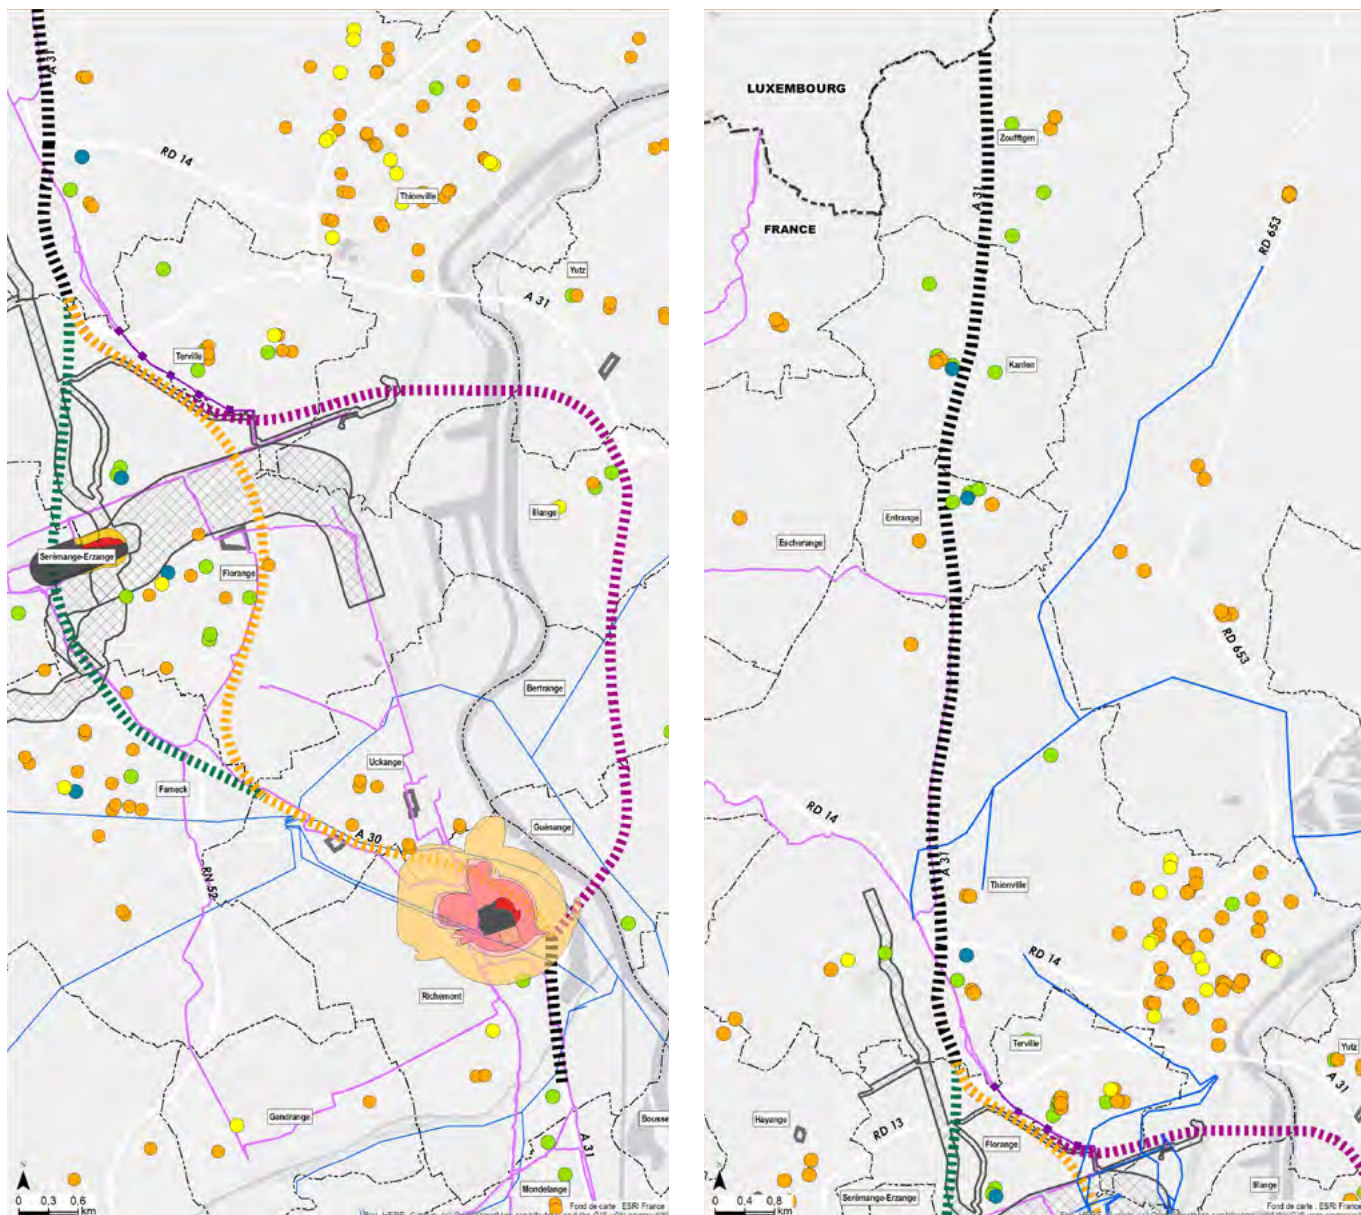 A 31
RD 14
Thionville
Yutz
A 31
Terville
Illange
Serémange-Erzange
Florange
Bertrange
Uckange
Fameck
Guénange
A 30
RN 52
Richemont
Gandrange
Bousse
A 31
Mondelange
N
0 0.3 0.6
km
Fond de carte : ESRI France
LUXEMBOURG
Zoufftgen
A 31
FRANCE
RD 653
Kanfen
Entrange
Escherange
RD 653
RD 14
A 31
Thionville
RD 14
Terville
Yutz
A 31
Hayange
RD 13
Florange
Serémange-Erzange
Illange
N
0 0.4 0.8
km
Fond de carte : ESRI France